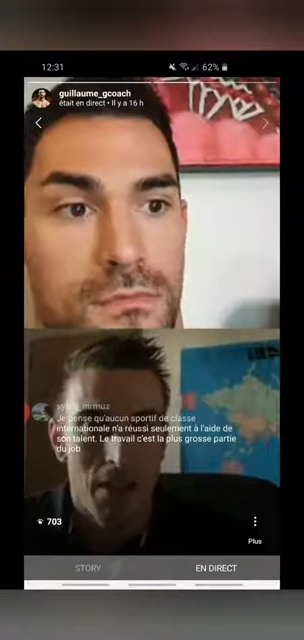 12:31
62%
guillaume_gcoach
était en direct • Il y a 16 h
Je pense qu'aucun sportif de classe
internationale n'a réussi seulement à l'aide de
son talent. Le travail c'est la plus grosse partie
du job
703
Plus
STORY
EN DIRECT